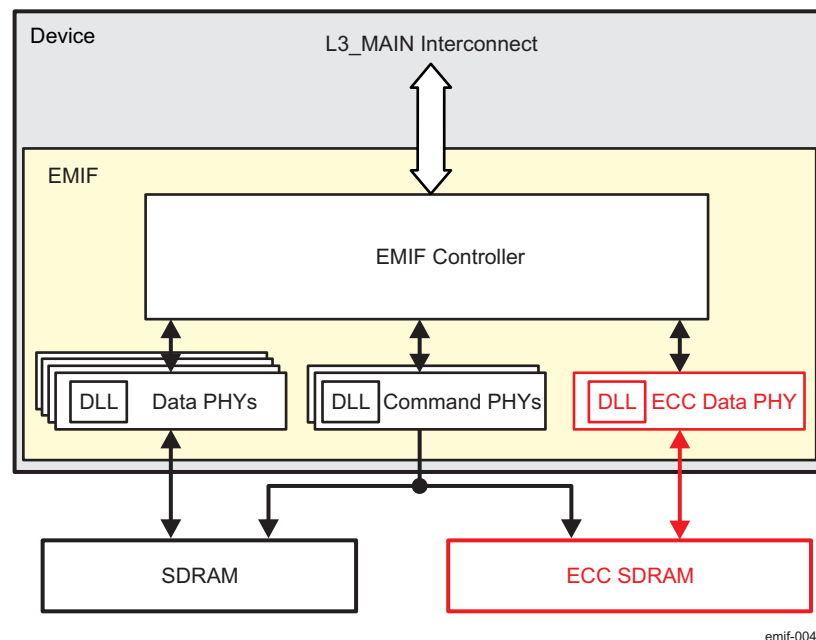 Device
L3_MAIN Interconnect
EMIF
EMIF Controller
DLL Data PHYs
DLL Command PHYs
DLL ECC Data PHY
SDRAM
ECC SDRAM
emif-004